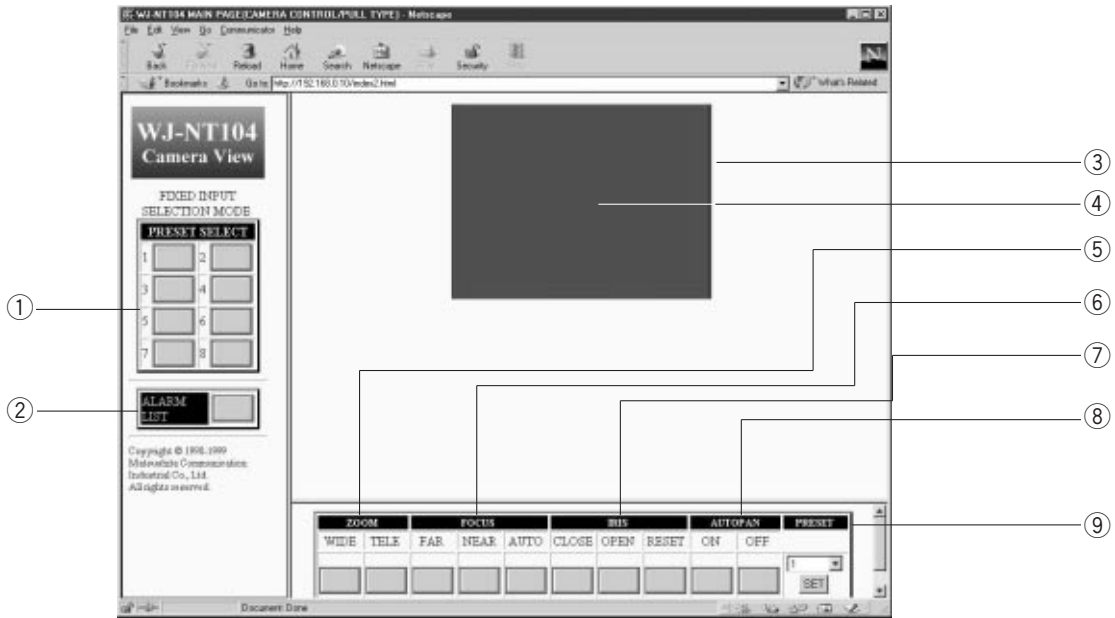 WJ-NT104 MAIN PAGE(CAMERA CONTROL/PULL TYPE) - Netscape
File Edit View Go Communicator Help
Back Reload Home Search Netscape Security
Bookmarks Go to: http://192.168.0.10/index2.html What's Related
WJ-NT104
Camera View
FIXED INPUT
SELECTION MODE
PRESET SELECT
1 2
3 4
5 6
7 8
ALARM
LIST
Copyright © 1998-1999
Matsushita Communication
Industrial Co., Ltd.
All rights reserved.
①
②
③
④
⑤
⑥
⑦
⑧
⑨
ZOOM FOCUS IRIS AUTOPAN PRESET
WIDE TELE FAR NEAR AUTO CLOSE OPEN RESET ON OFF
1
SET
Document: Done